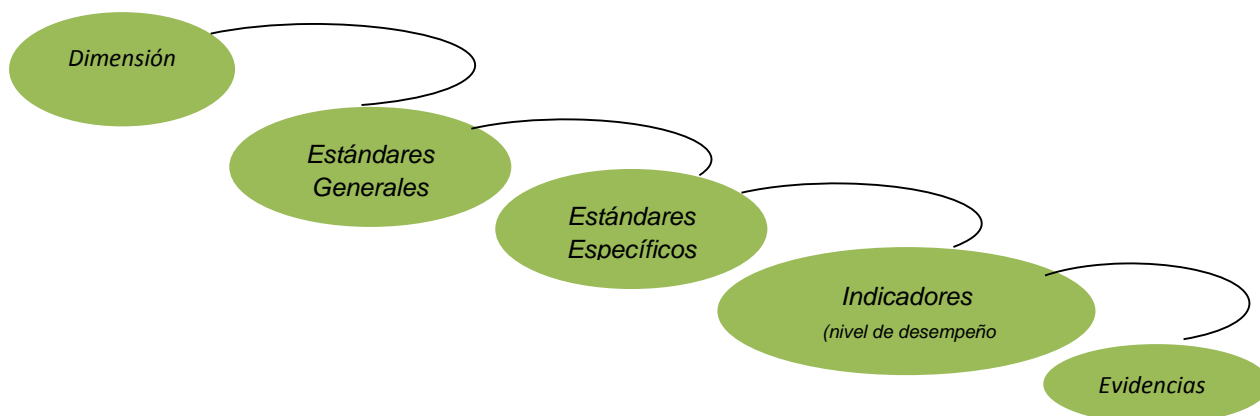 Dimensión
Estándares
Generales
Estándares
Específicos
Indicadores
(nivel de desempeño
Evidencias